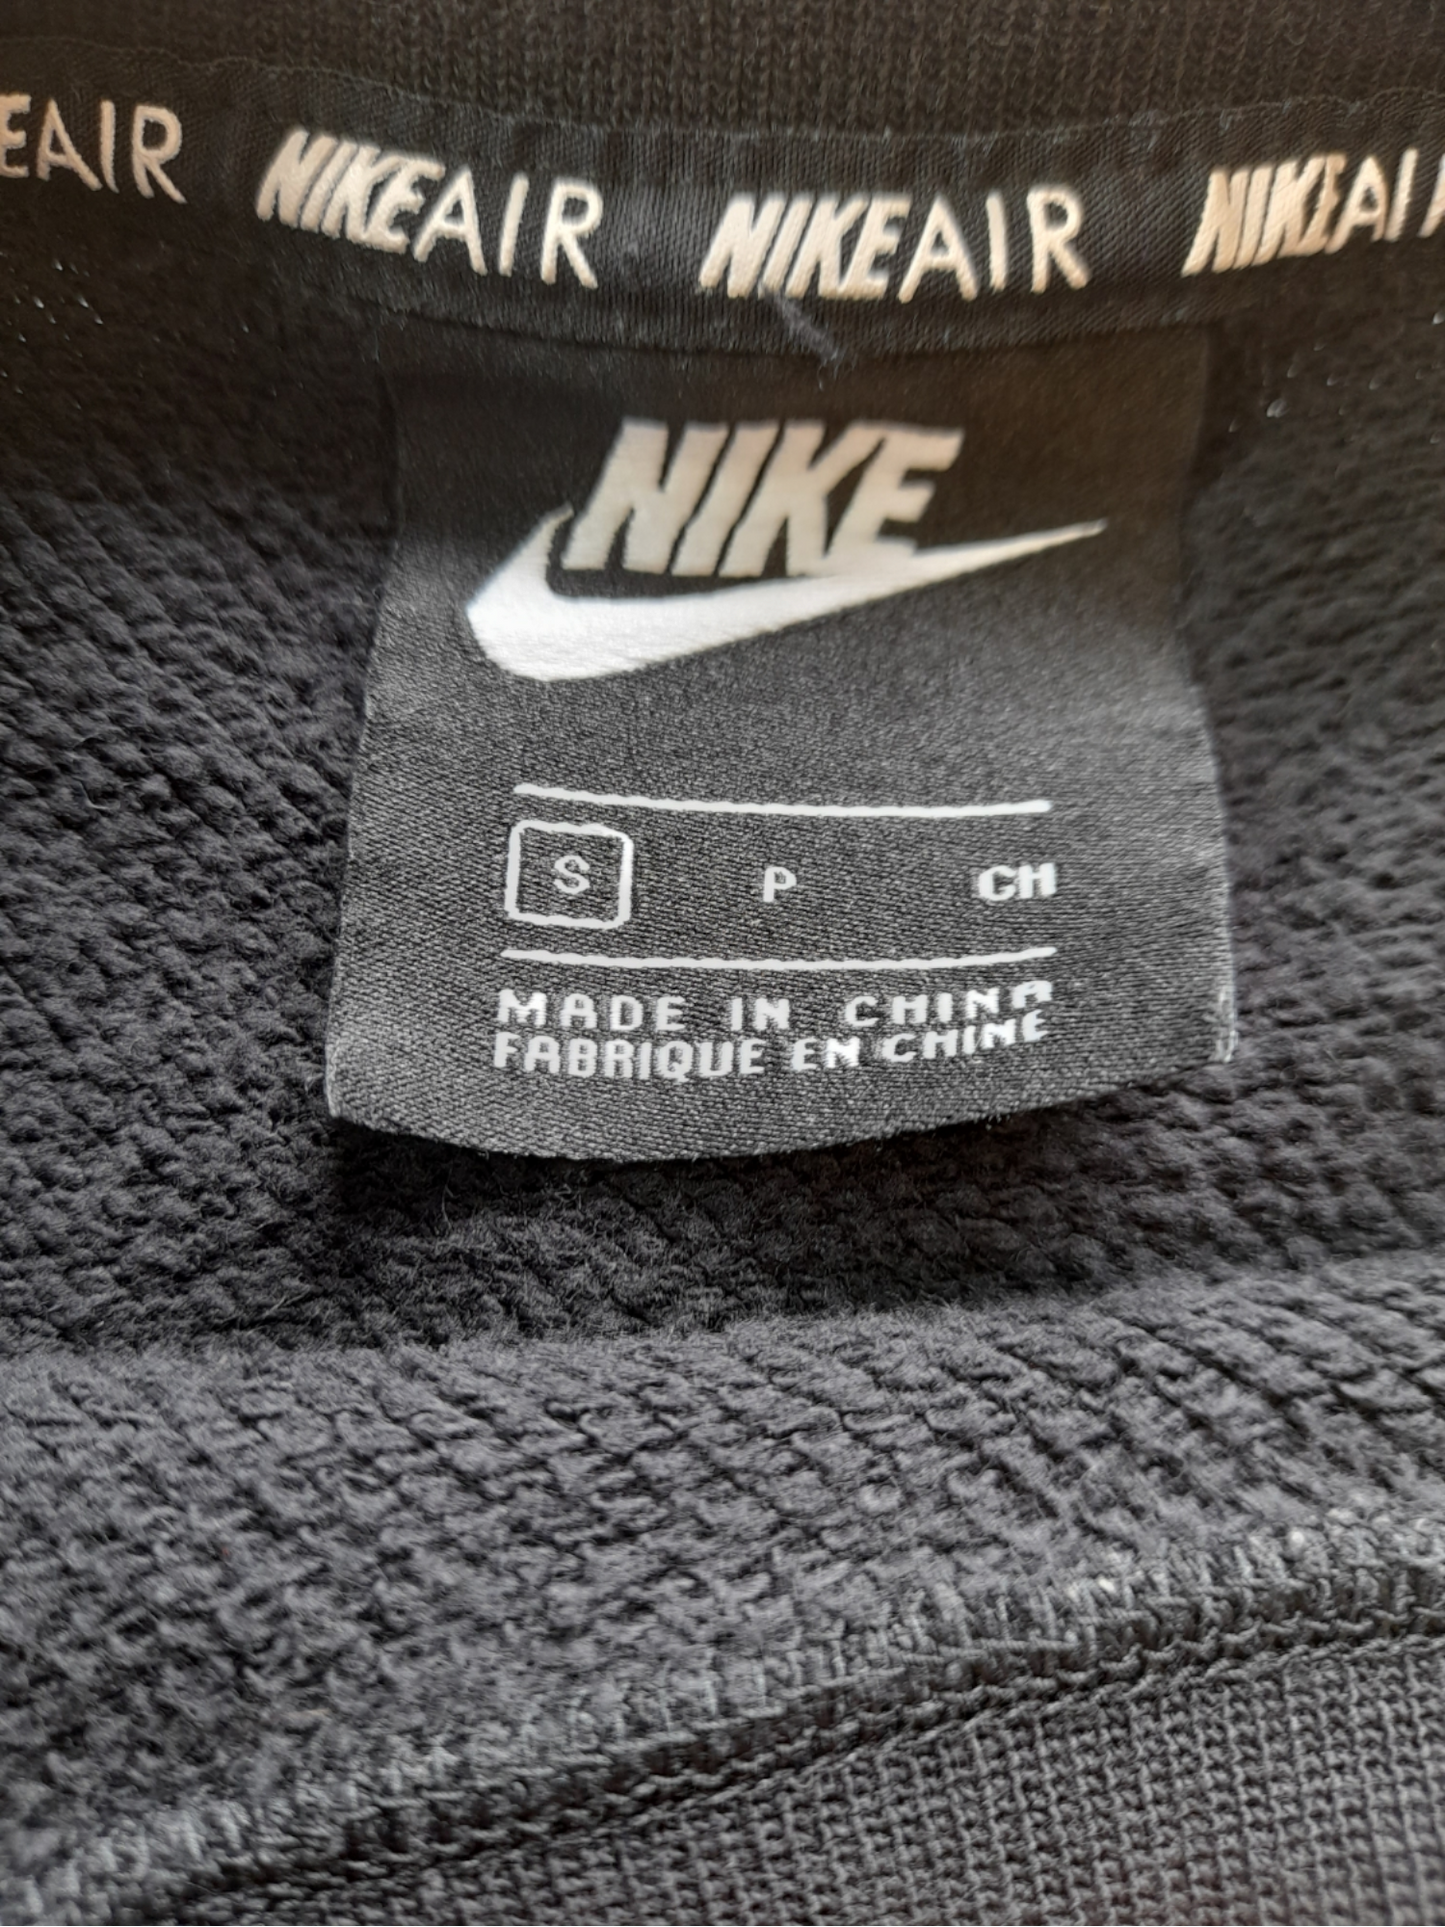 EAIR NIKEAIR NIKEAIR NIKEAI
NIKE
S P CH
MADE IN CHINA
FABRIQUE EN CHINE